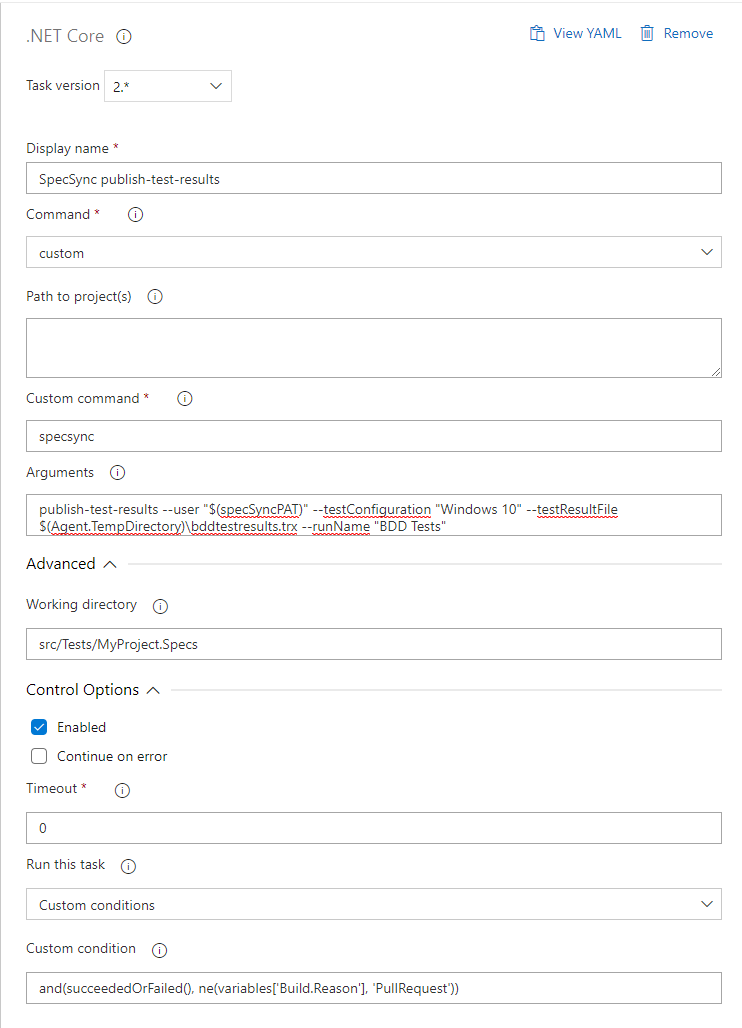 .NET Core
View YAML
Remove
Task version
2.*
Display name *
SpecSync publish-test-results
Command *
custom
Path to project(s)
Custom command *
specsync
Arguments
publish-test-results --user "$(specSyncPAT)" --testConfiguration "Windows 10" --testResultFile
$(Agent.TempDirectory)\bddtestresults.trx --runName "BDD Tests"
Advanced
Working directory
src/Tests/MyProject.Specs
Control Options
Enabled
Continue on error
Timeout *
0
Run this task
Custom conditions
Custom condition
and(succeededOrFailed(), ne(variables['Build.Reason'], 'PullRequest'))